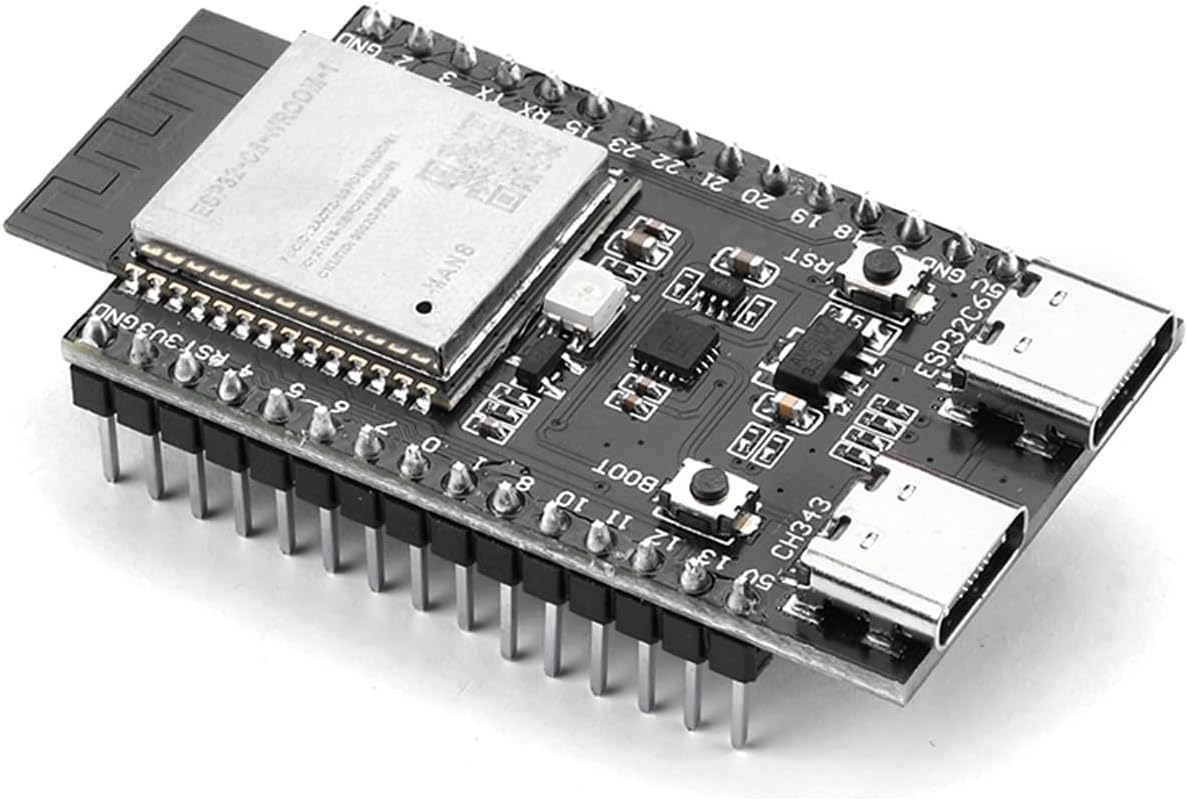 ESP32-C6-WROOM-1
MAN8
GND
2
3
TX
RX
15
23
22
21
20
19
18
GND
5V
RST
ESP32C6
GND
3V3
RST
4
5
6
7
0
1
8
10
11
12
13
5V
BOOT
CH343